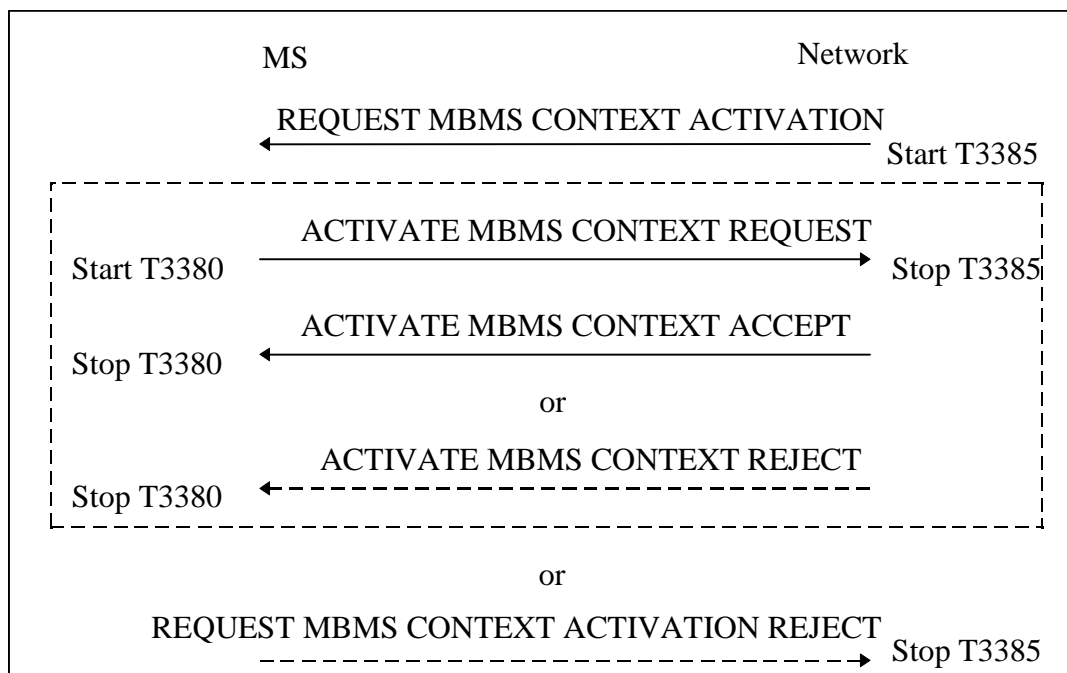 MS Network
REQUEST MBMS CONTEXT ACTIVATION
Start T3385
ACTIVATE MBMS CONTEXT REQUEST
Start T3380 Stop T3385
ACTIVATE MBMS CONTEXT ACCEPT
Stop T3380
or
ACTIVATE MBMS CONTEXT REJECT
Stop T3380
or
REQUEST MBMS CONTEXT ACTIVATION REJECT
Stop T3385